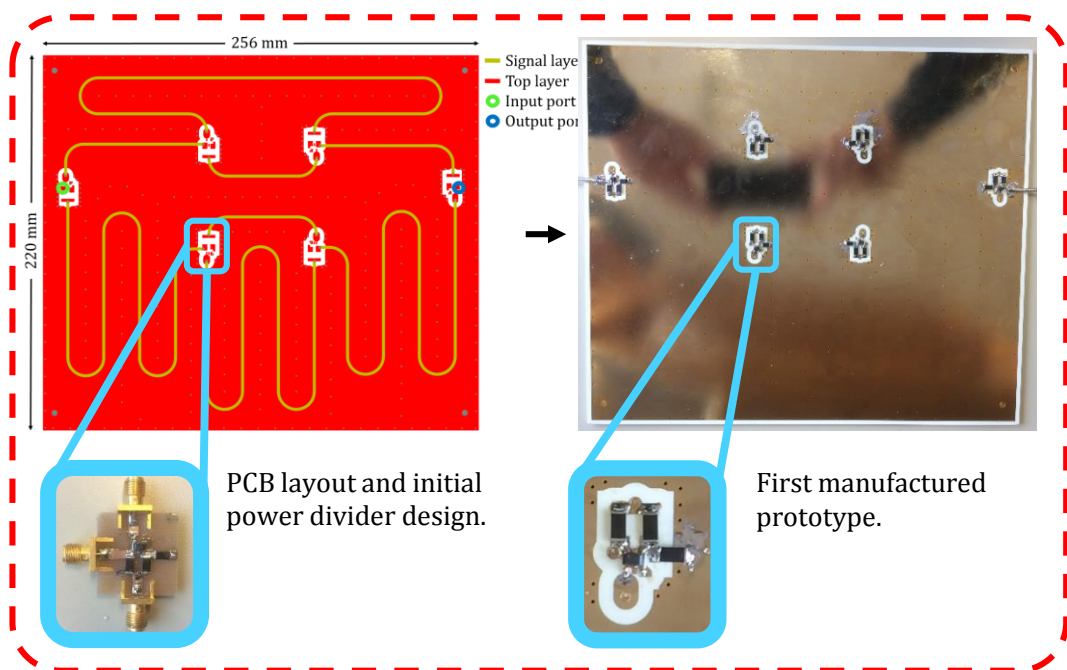 256 mm
220 mm
Signal laye
Top layer
Input port
Output por
PCB layout and initial
power divider design.
First manufactured
prototype.